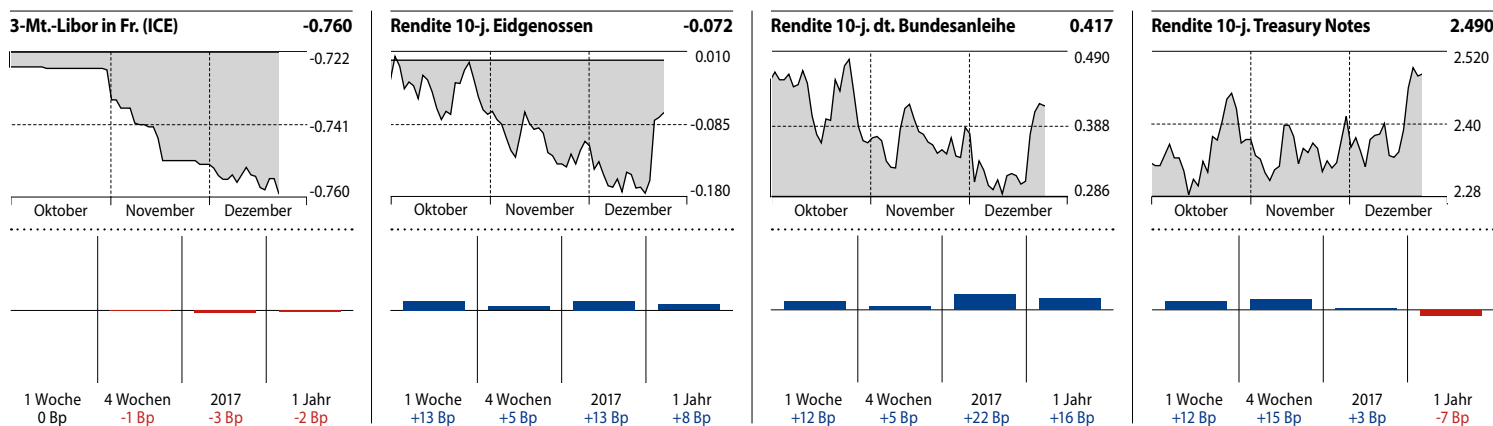 3-Mt.-Libor in Fr. (ICE) -0.760
-0.722
-0.741
-0.760
Oktober November Dezember
1 Woche 4 Wochen 2017 1 Jahr
0 Bp -1 Bp -3 Bp -2 Bp
Rendite 10-j. Eidgenossen -0.072
0.010
-0.085
-0.180
Oktober November Dezember
1 Woche 4 Wochen 2017 1 Jahr
+13 Bp +5 Bp +13 Bp +8 Bp
Rendite 10-j. dt. Bundesanleihe 0.417
0.490
0.388
0.286
Oktober November Dezember
1 Woche 4 Wochen 2017 1 Jahr
+12 Bp +5 Bp +22 Bp +16 Bp
Rendite 10-j. Treasury Notes 2.490
2.520
2.40
2.28
Oktober November Dezember
1 Woche 4 Wochen 2017 1 Jahr
+12 Bp +15 Bp +3 Bp -7 Bp